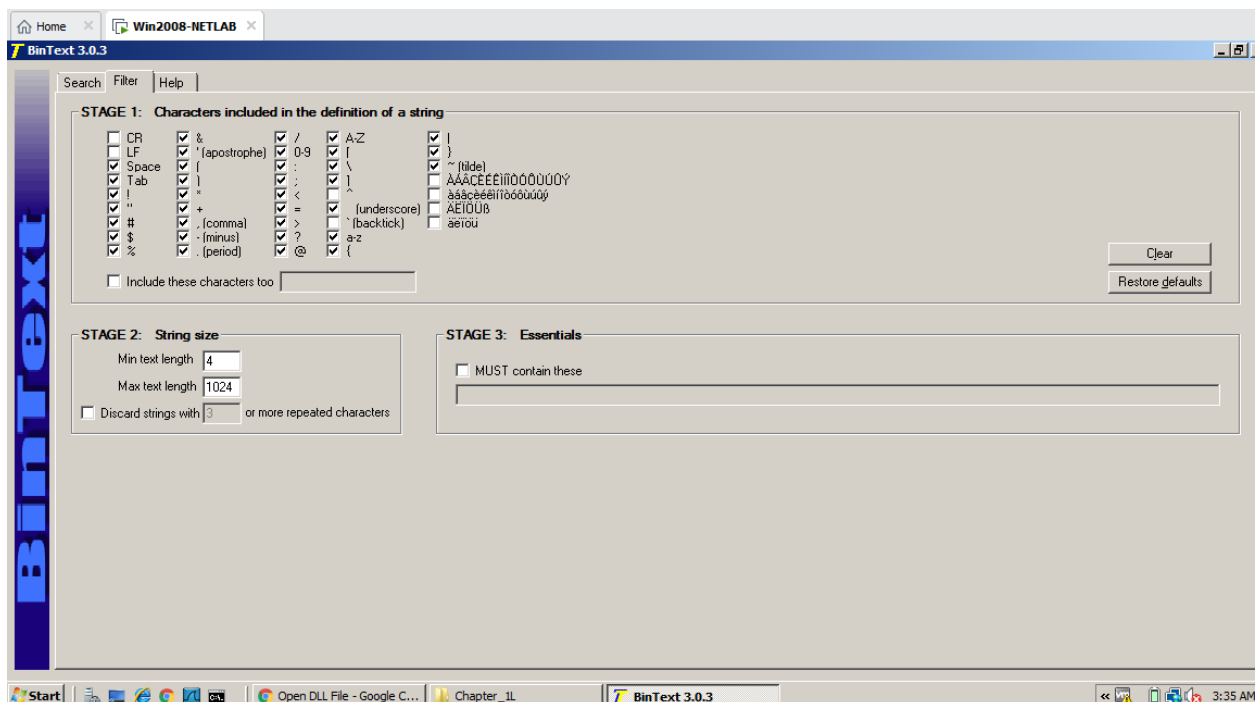 Home
Win2008-NETLAB
BinText 3.0.3
Search Filter Help
STAGE 1: Characters included in the definition of a string
CR & / A-Z |
LF ' (apostrophe) 0-9 [ }
Space ( : \ ~ (tilde)
Tab ) ; ]
! * < ^
" + = (underscore) ÄËÏÖÜß
# , (comma) > ` (backtick) äëïöü
$ - (minus) ? a-z
% . (period) @ {
Clear
Include these characters too
Restore defaults
STAGE 2: String size
STAGE 3: Essentials
Min text length 4
MUST contain these
Max text length 1024
Discard strings with 3 or more repeated characters
BinText
Start
Open DLL File - Google C...
Chapter_1L
BinText 3.0.3
3:35 AM